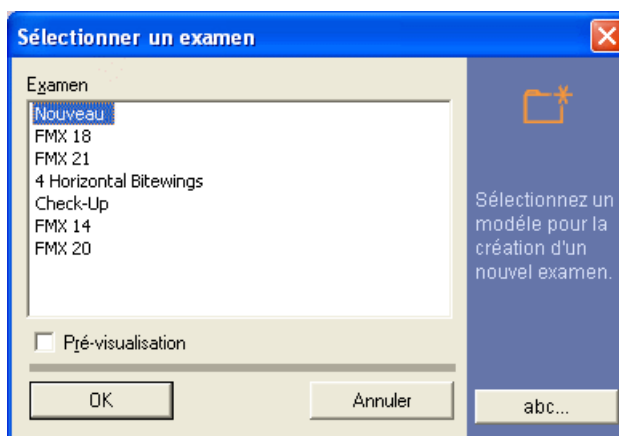 Sélectionner un examen
Examen
Nouveau
FMX 18
FMX 21
4 Horizontal Bitewings
Check-Up
FMX 14
FMX 20
Pré-visualisation
OK
Annuler
Sélectionnez un
modéle pour la
création d'un
nouvel examen.
abc...